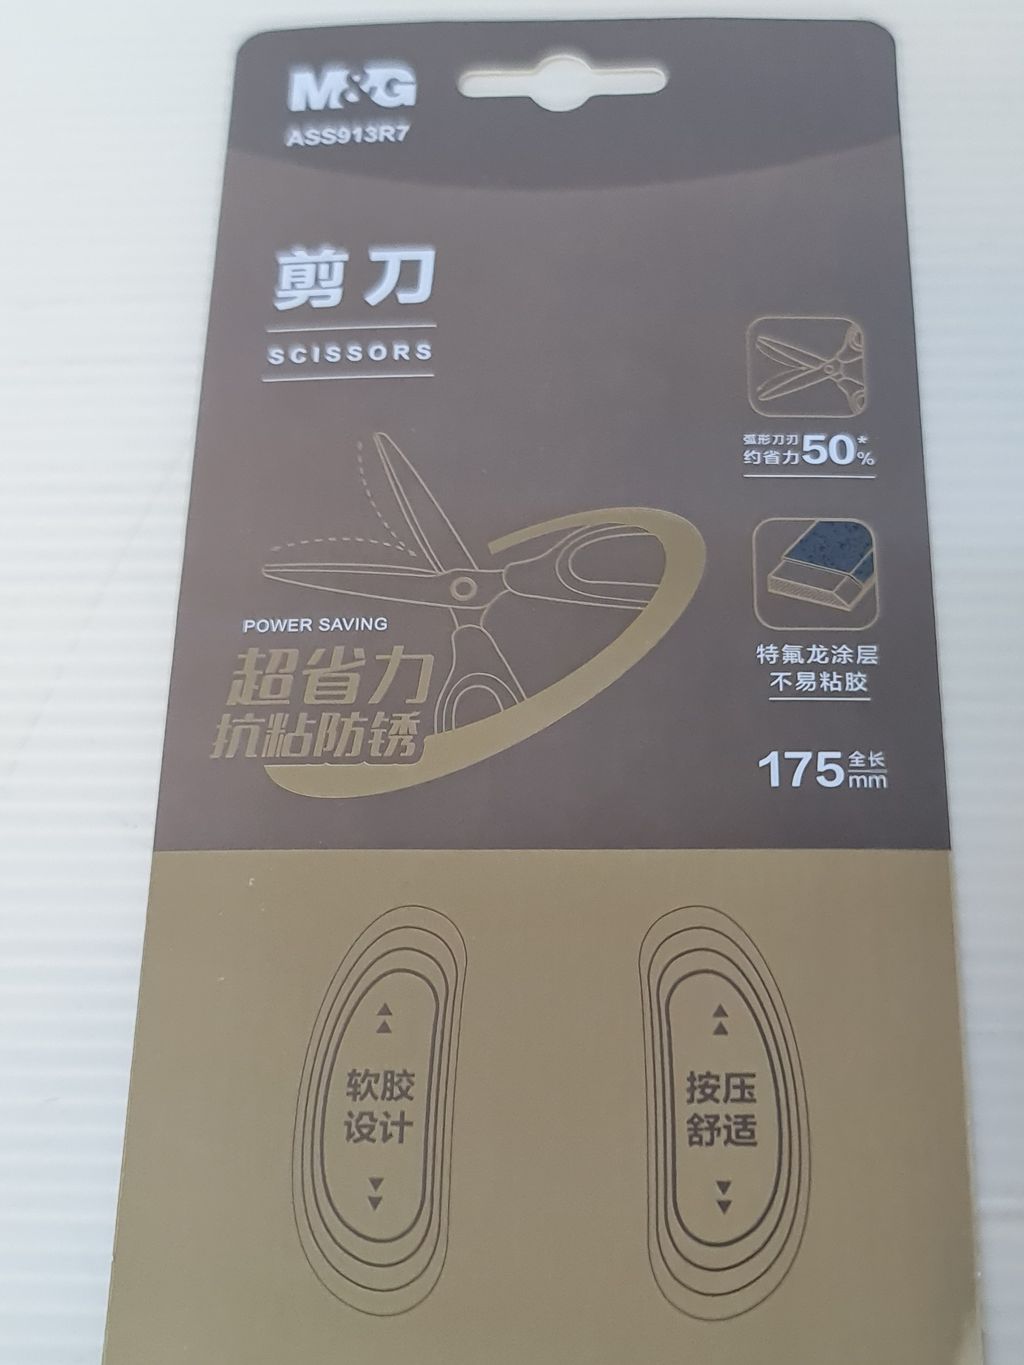 M&G
ASS913R7
剪刀
SCISSORS
弧形刀刃
约省力50*%
POWER SAVING
超省力
抗粘防锈
特氟龙涂层
不易粘胶
175全长
mm
软胶
设计
按压
舒适